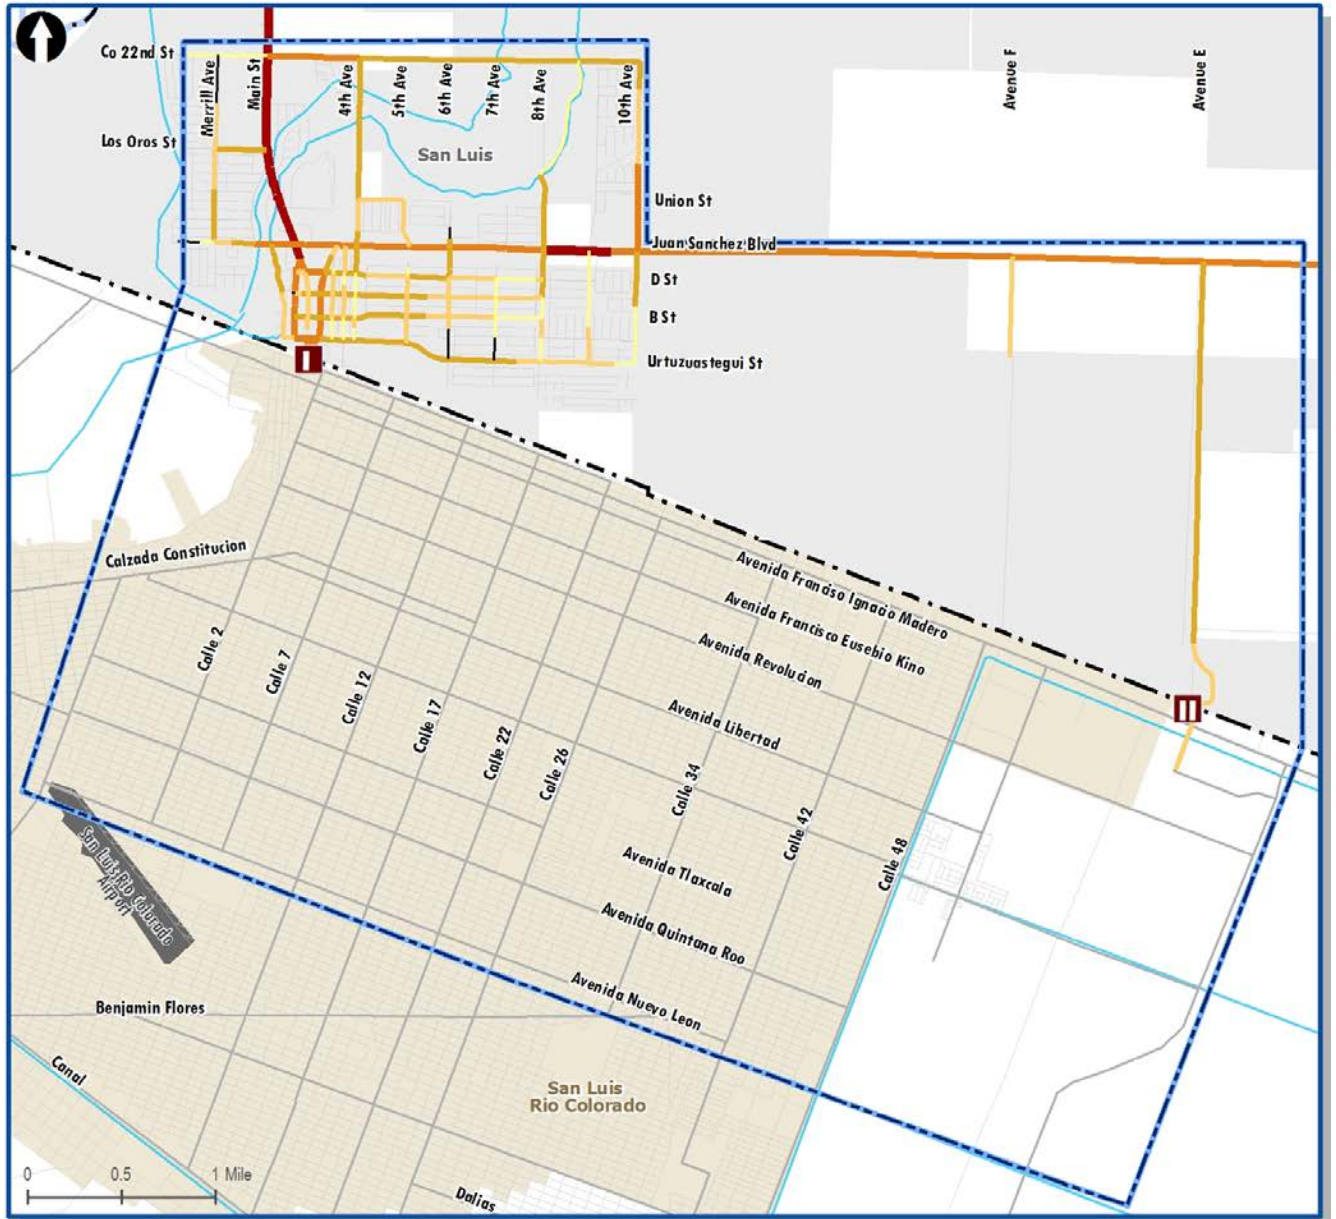 Co 22nd St
Merrill Ave
Main St
4th Ave
5th Ave
6th Ave
7th Ave
8th Ave
10th Ave
Avenue F
Avenue E
Los Oros St
San Luis
Union St
Juan Sanchez Blvd
D St
B St
Urtuzuastegui St
I
Calzada Constitucion
Avenida Franciso Ignacio Madero
Avenida Francisco Eusebio Kino
Avenida Revolucion
Avenida Libertad
Calle 2
Calle 7
Calle 12
Calle 17
Calle 22
Calle 26
Calle 34
Calle 42
Calle 48
II
San Luis Rio Colorado
Airport
Avenida Tlaxcala
Avenida Quintana Roo
Avenida Nuevo Leon
Benjamin Flores
Canal
San Luis
Rio Colorado
0 0.5 1 Mile
Dalias